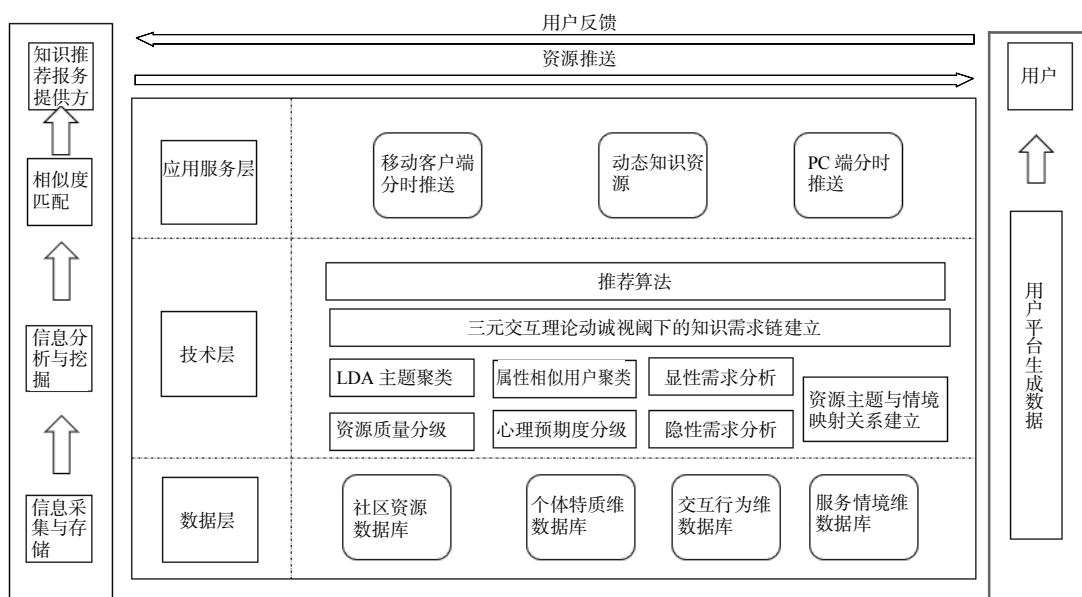 用户反馈
资源推送
知识推
荐报务
提供方
相似度
匹配
信息分
析与挖
掘
信息采
集与存
储
应用服务层
移动客户端
分时推送
动态知识资
源
PC 端分时
推送
技术层
推荐算法
三元交互理论动诚视阈下的知识需求链建立
LDA 主题聚类
属性相似用户聚类
显性需求分析
资源质量分级
心理预期度分级
隐性需求分析
资源主题与情境
映射关系建立
数据层
社区资源
数据库
个体特质维
数据库
交互行为维
数据库
服务情境维
数据库
用户
用户平台生成数据